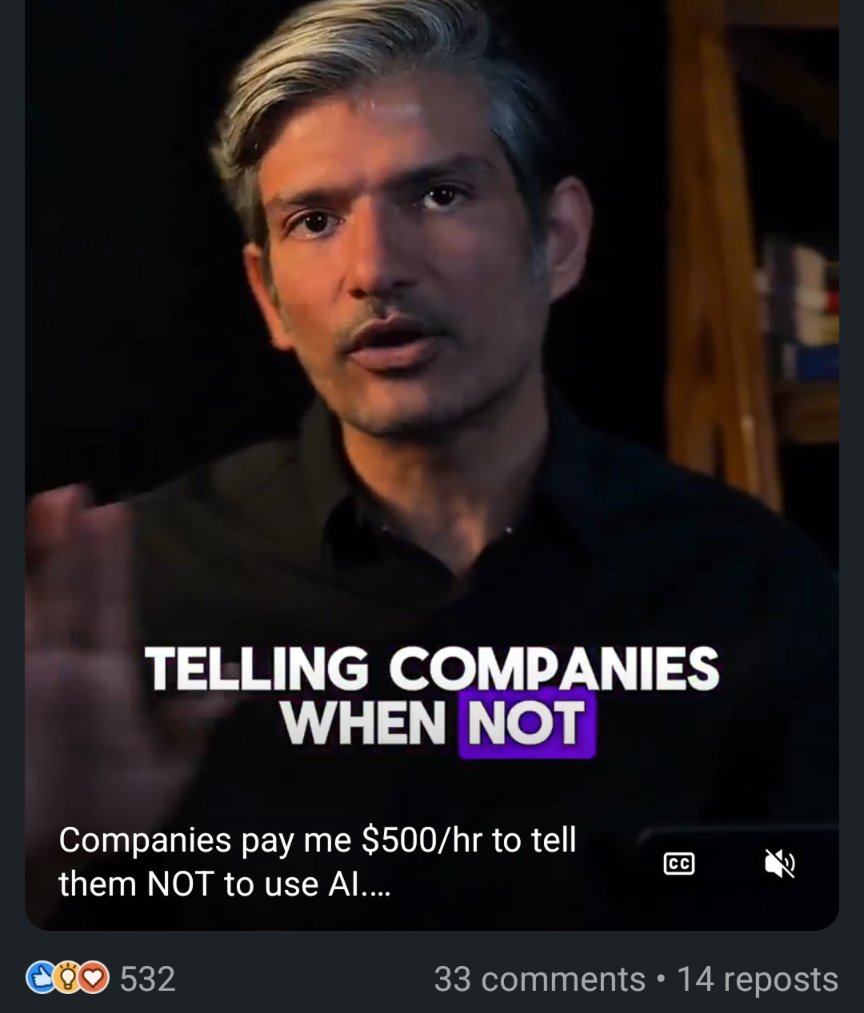 TELLING COMPANIES
WHEN NOT
Companies pay me $500/hr to tell
them NOT to use AI....
CC
532
33 comments • 14 reposts